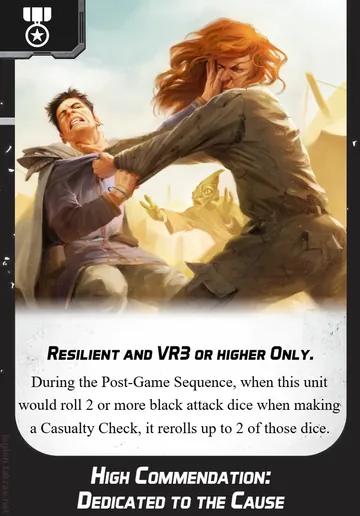 Resilient and VR3 or higher Only.
During the Post-Game Sequence, when this unit
would roll 2 or more black attack dice when making
a Casualty Check, it rerolls up to 2 of those dice.
High Commendation:
Dedicated to the Cause